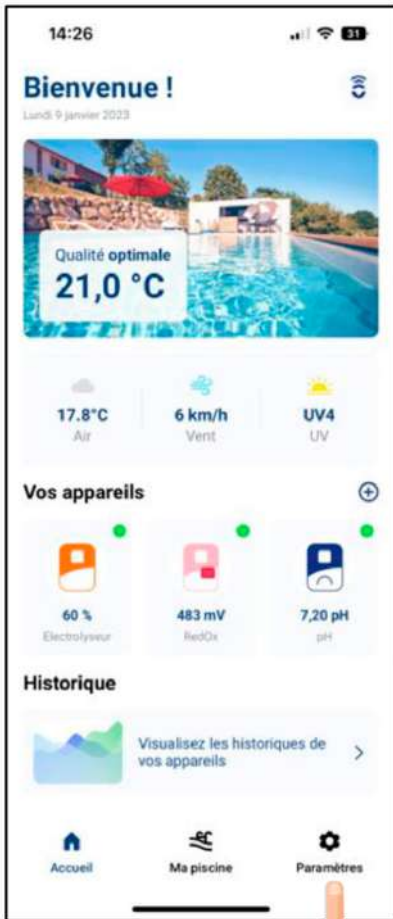 14:26
31
Bienvenue !
Lundi 9 janvier 2023
Qualité optimale
21,0 °C
17.8°C
6 km/h
UV4
Air
Vent
UV
Vos appareils
60 %
483 mV
7,20 pH
Electrolyseur
RedOx
pH
Historique
Visualisez les historiques de
vos appareils
Accueil
Ma piscine
Paramètres